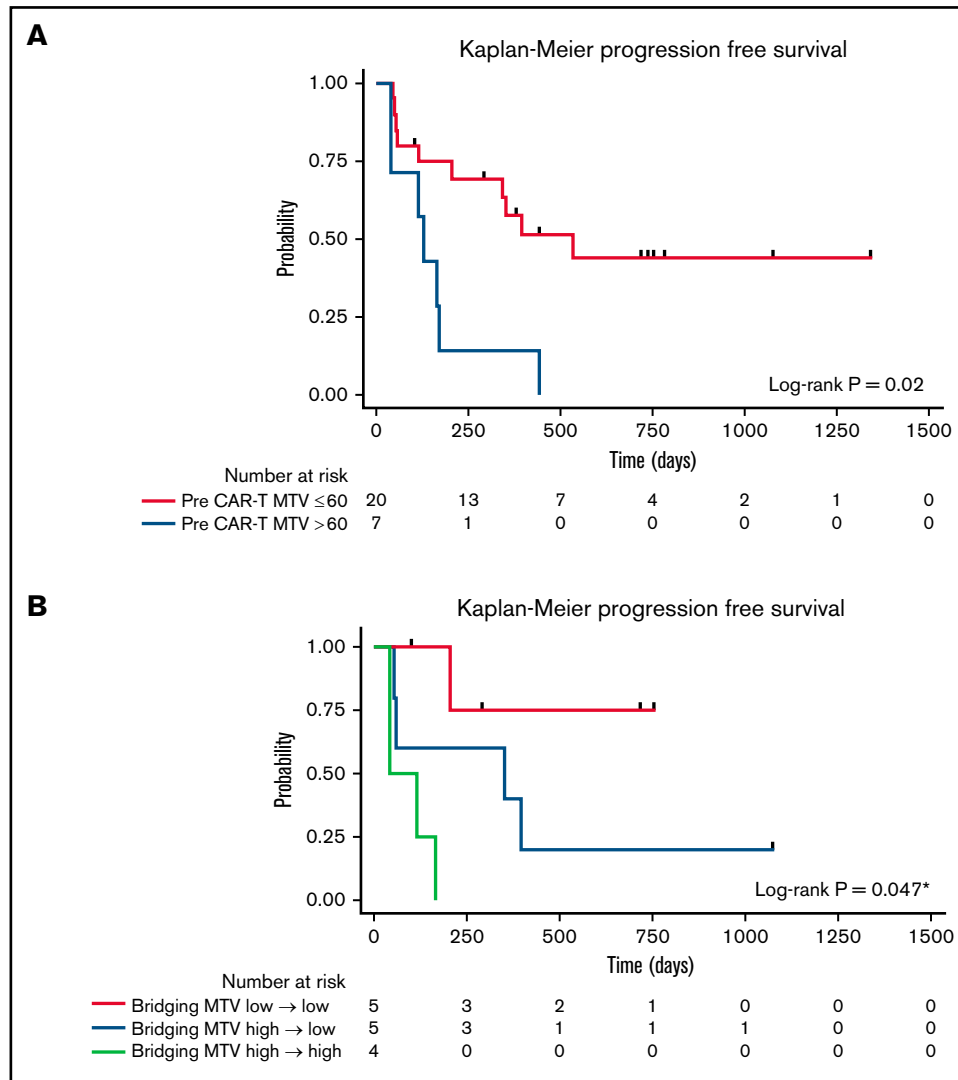 A
Kaplan-Meier progression free survival
1.00
0.75
0.50
0.25
0.00
Probability
Log-rank P = 0.02
0 250 500 750 1000 1250 1500
Time (days)
Number at risk
Pre CAR-T MTV ≤60 20 13 7 4 2 1 0
Pre CAR-T MTV >60 7 1 0 0 0 0 0
B
Kaplan-Meier progression free survival
1.00
0.75
0.50
0.25
0.00
Probability
Log-rank P = 0.047*
0 250 500 750 1000 1250 1500
Time (days)
Number at risk
Bridging MTV low → low 5 3 2 1 0 0 0
Bridging MTV high → low 5 3 1 1 1 0 0
Bridging MTV high → high 4 0 0 0 0 0 0